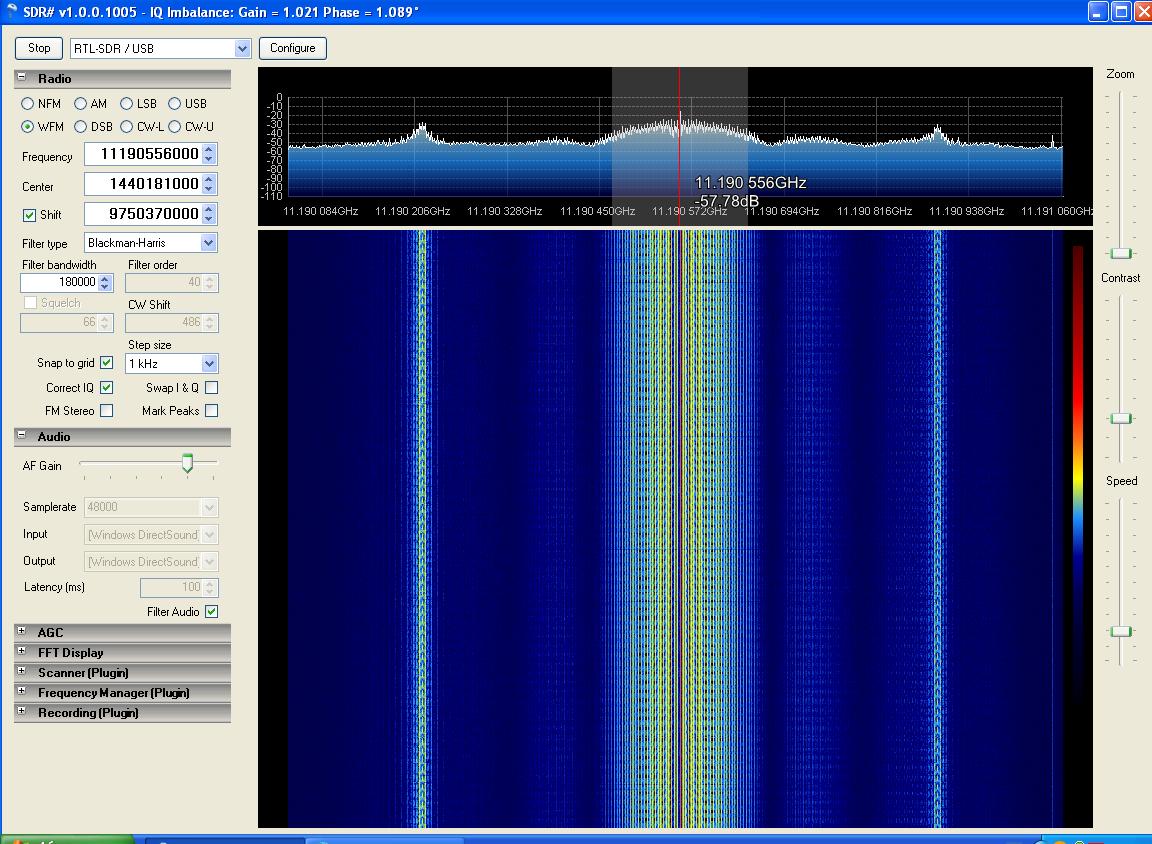 SDR# v1.0.0.1005 - IQ Imbalance: Gain = 1.021 Phase = 1.089°
Stop RTL-SDR / USB Configure
Radio
NFM AM LSB USB
WFM DSB CW-L CW-U
Frequency 11190556000
Center 1440181000
Shift 9750370000
Filter type Blackman-Harris
Filter bandwidth Filter order
180000 40
Squelch CW Shift
66 486
Step size
Snap to grid 1 kHz
Correct IQ Swap I & Q
FM Stereo Mark Peaks
Audio
AF Gain
Samplerate 48000
Input [Windows DirectSound]
Output [Windows DirectSound]
Latency (ms) 100
Filter Audio
AGC
FFT Display
Scanner (Plugin)
Frequency Manager (Plugin)
Recording (Plugin)
0
-10
-20
-30
-40
-50
-60
-70
-80
-90
-100
-110
11.190 556GHz
-57.78dB
11.190 084GHz 11.190 206GHz 11.190 328GHz 11.190 450GHz 11.190 572GHz 11.190 694GHz 11.190 816GHz 11.190 938GHz 11.191 060GHz
Zoom
Contrast
Speed